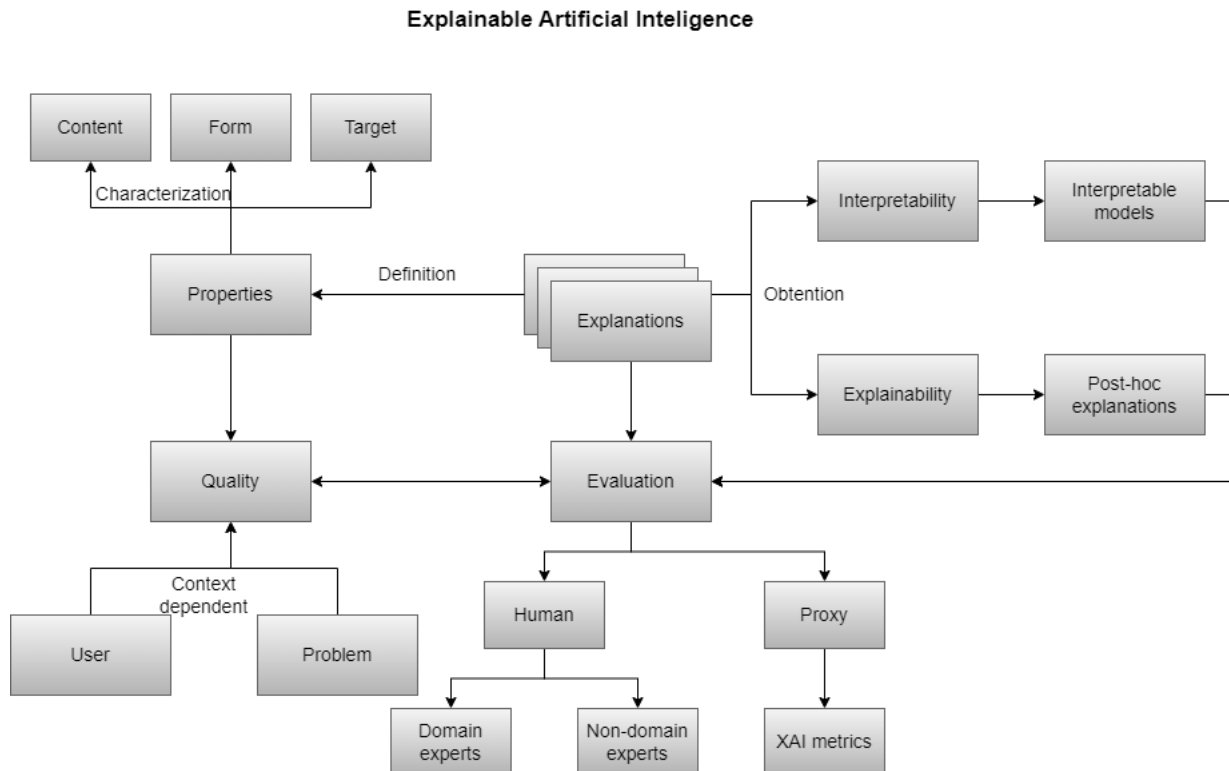 Explainable Artificial Inteligence
Content
Form
Target
Characterization
Interpretability
Interpretable
models
Properties
Definition
Explanations
Obtention
Explainability
Post-hoc
explanations
Quality
Evaluation
Context
dependent
User
Problem
Human
Proxy
Domain
experts
Non-domain
experts
XAI metrics